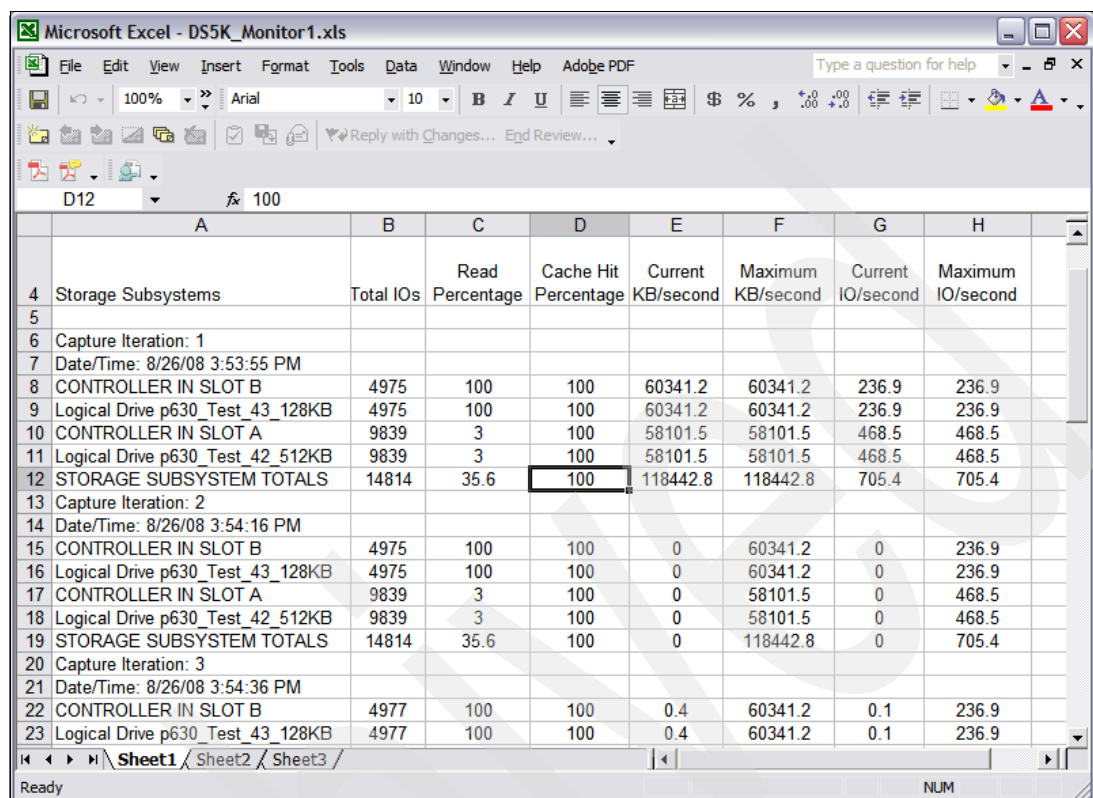 Microsoft Excel - DS5K_Monitor1.xls
File Edit View Insert Format Tools Data Window Help Adobe PDF Type a question for help
100% Arial 10 B I U $ % ,
Reply with Changes... End Review...
D12 fx 100
A B C D E F G H
Read Cache Hit Current Maximum Current Maximum
4 Storage Subsystems Total IOs Percentage Percentage KB/second KB/second IO/second IO/second
5
6 Capture Iteration: 1
7 Date/Time: 8/26/08 3:53:55 PM
8 CONTROLLER IN SLOT B 4975 100 100 60341.2 60341.2 236.9 236.9
9 Logical Drive p630_Test_43_128KB 4975 100 100 60341.2 60341.2 236.9 236.9
10 CONTROLLER IN SLOT A 9839 3 100 58101.5 58101.5 468.5 468.5
11 Logical Drive p630_Test_42_512KB 9839 3 100 58101.5 58101.5 468.5 468.5
12 STORAGE SUBSYSTEM TOTALS 14814 35.6 100 118442.8 118442.8 705.4 705.4
13 Capture Iteration: 2
14 Date/Time: 8/26/08 3:54:16 PM
15 CONTROLLER IN SLOT B 4975 100 100 0 60341.2 0 236.9
16 Logical Drive p630_Test_43_128KB 4975 100 100 0 60341.2 0 236.9
17 CONTROLLER IN SLOT A 9839 3 100 0 58101.5 0 468.5
18 Logical Drive p630_Test_42_512KB 9839 3 100 0 58101.5 0 468.5
19 STORAGE SUBSYSTEM TOTALS 14814 35.6 100 0 118442.8 0 705.4
20 Capture Iteration: 3
21 Date/Time: 8/26/08 3:54:36 PM
22 CONTROLLER IN SLOT B 4977 100 100 0.4 60341.2 0.1 236.9
23 Logical Drive p630_Test_43_128KB 4977 100 100 0.4 60341.2 0.1 236.9
Sheet1 Sheet2 Sheet3
Ready NUM